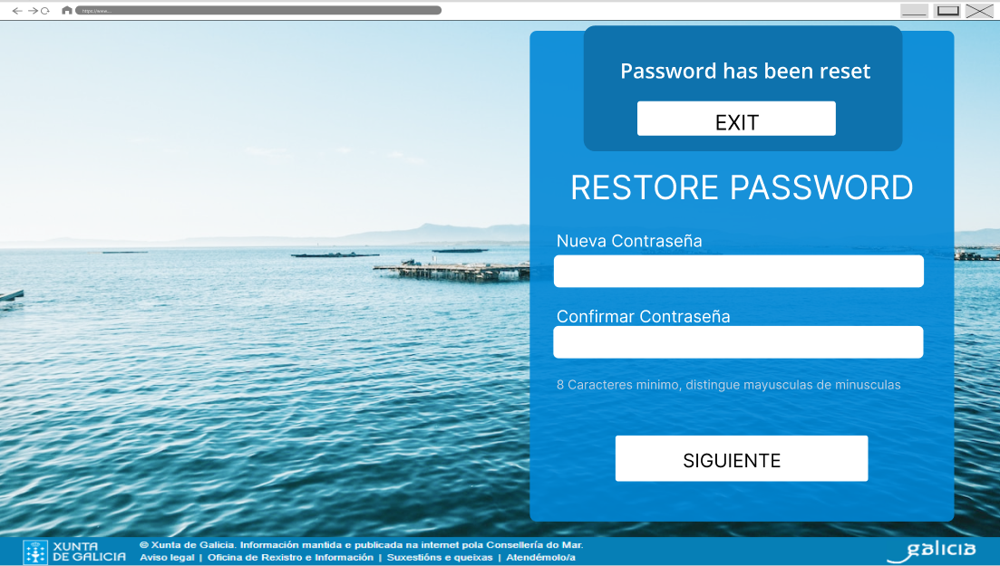 https://www...
Password has been reset
EXIT
RESTORE PASSWORD
Nueva Contraseña
Confirmar Contraseña
8 Caracteres minimo, distingue mayusculas de minusculas
SIGUIENTE
XUNTA
DE GALICIA
© Xunta de Galicia. Información mantida e publicada na internet pola Consellería do Mar.
Aviso legal | Oficina de Rexistro e Información | Suxestións e queixas | Atendémolo/a
galicia